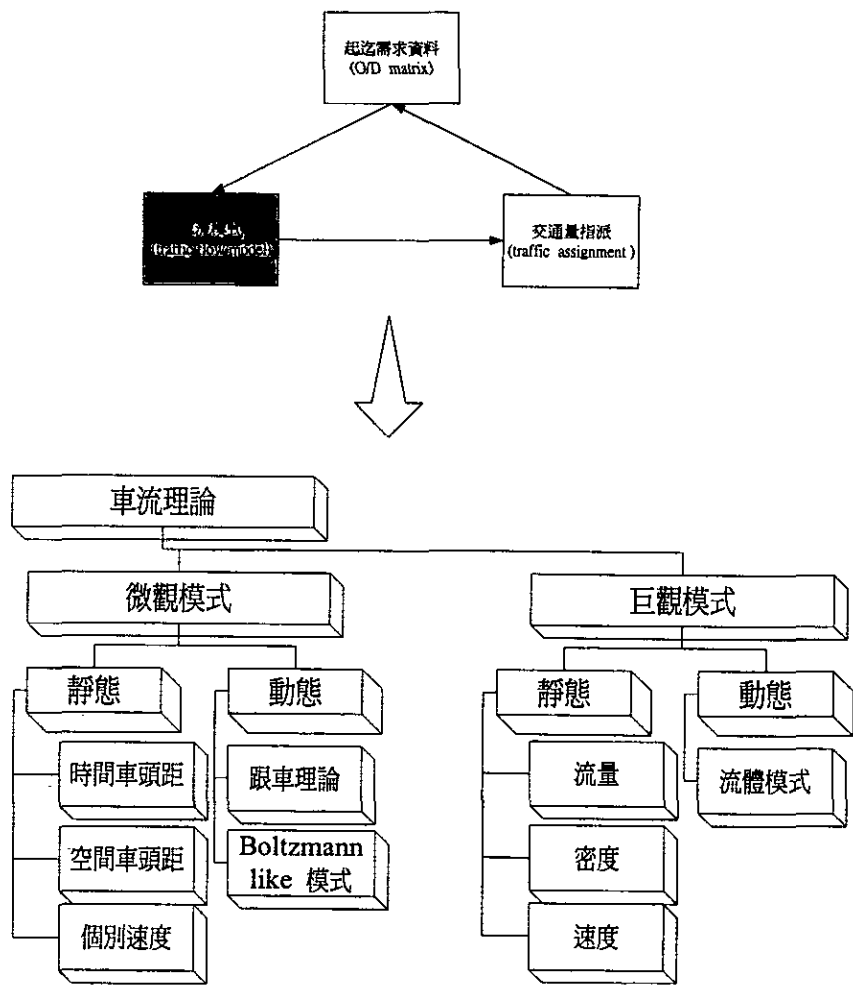 起迄需求資料
(O/D matrix)
(traffic flow model)
交通量指派
(traffic assignment)
車流理論
微觀模式
巨觀模式
靜態
動態
靜態
動態
時間車頭距
跟車理論
流量
流體模式
空間車頭距
Boltzmann
like 模式
密度
個別速度
速度